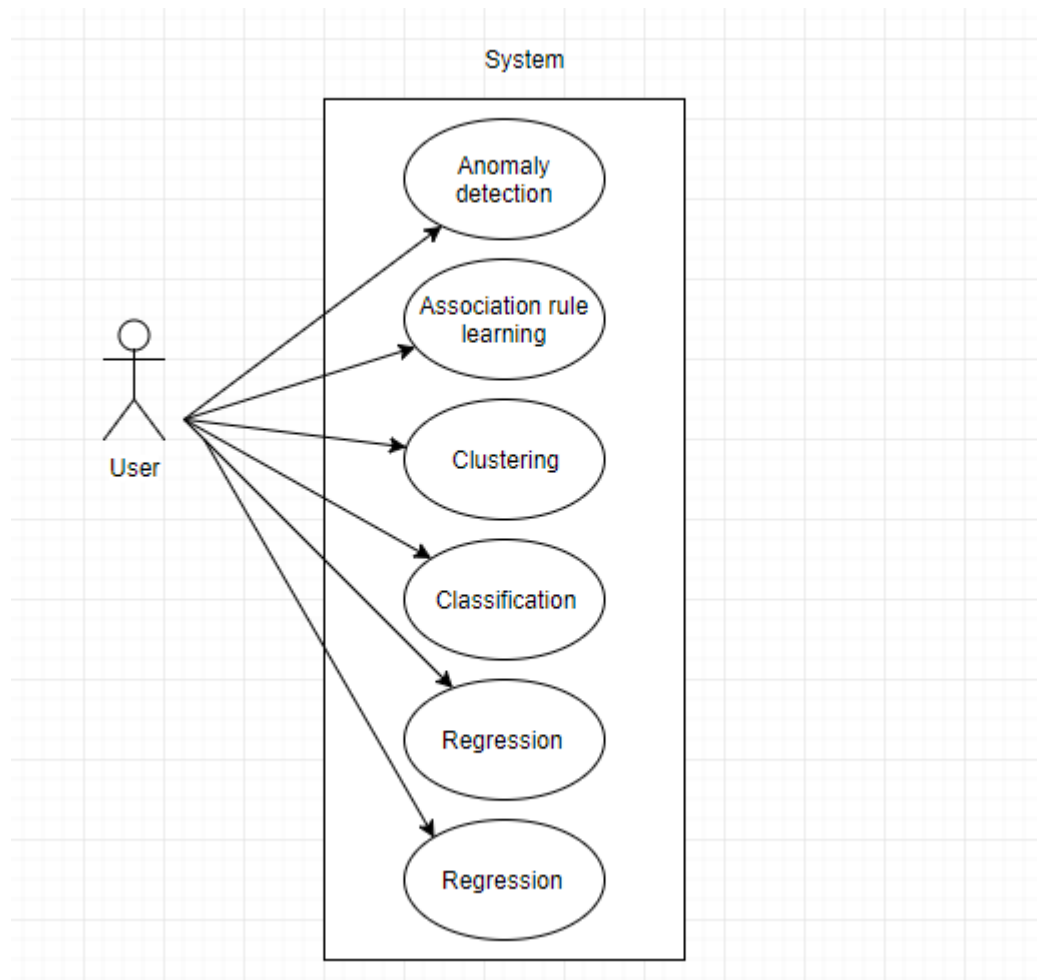 System
Anomaly
detection
Association rule
learning
User
Clustering
Classification
Regression
Regression